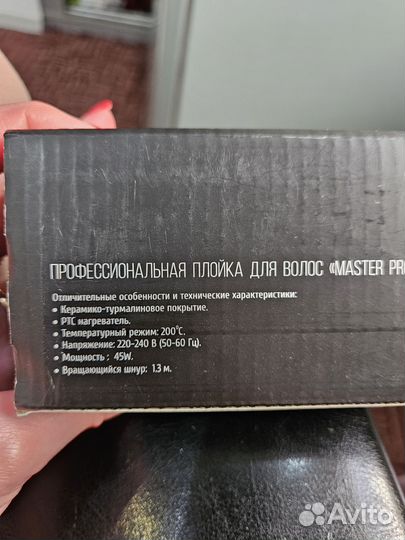 ПРОФЕССИОНАЛЬНАЯ ПЛОЙКА ДЛЯ ВОЛОС «MASTER
Отличительные особенности и технические характеристики:
• Керамико-турмалиновое покрытие.
• PTC нагреватель.
• Температурный режим: 200°C.
• Напряжение: 220-240 В (50-60 Гц).
• Мощность : 45W.
• Вращающийся шнур: 1.3 м.
Avito